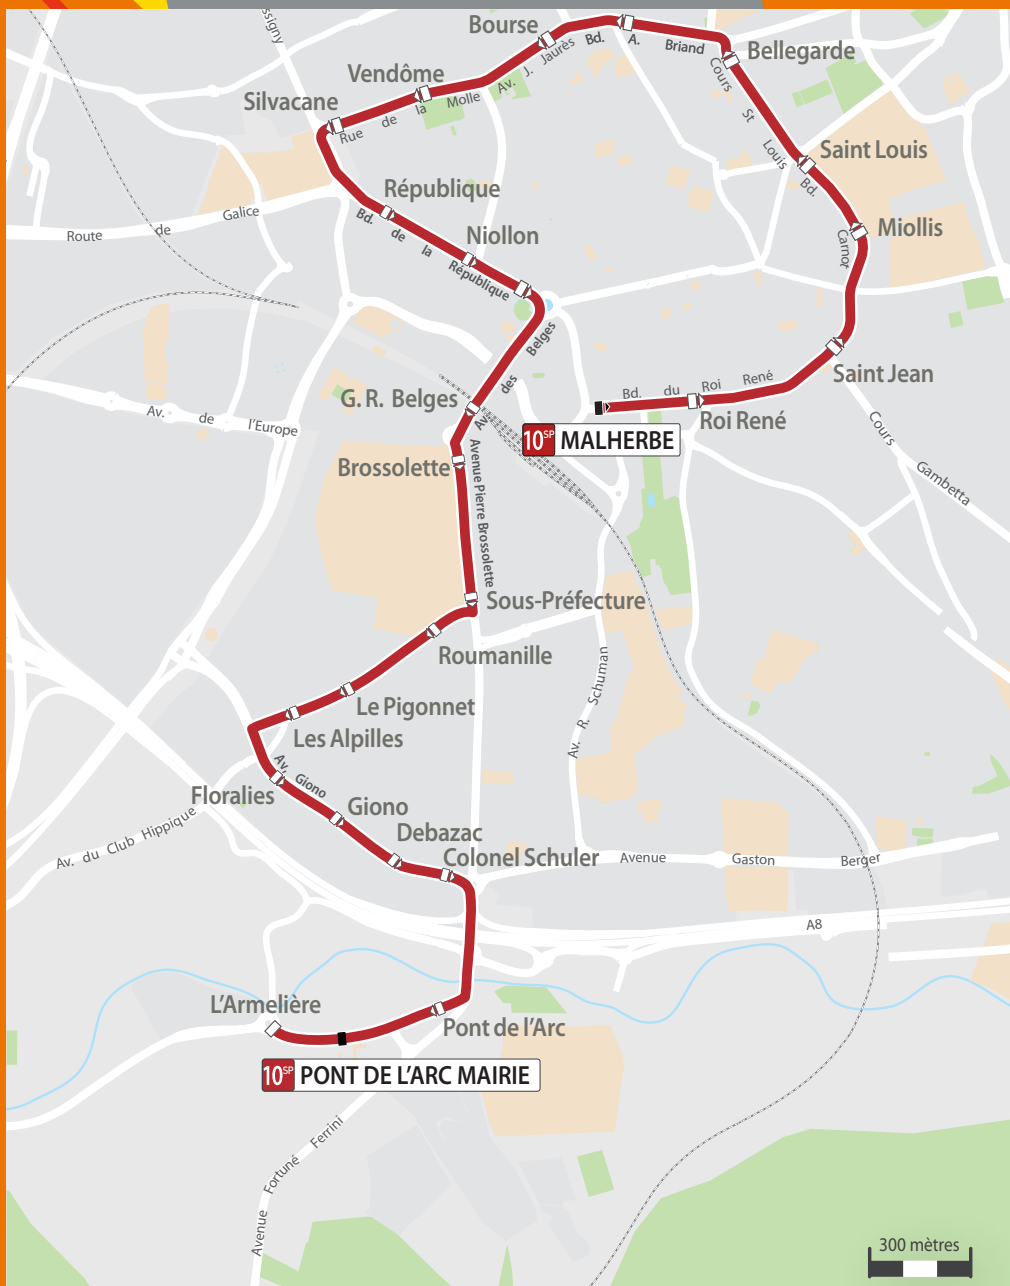 ssigny
Bourse
Bd. A. Briand
Bellegarde
Vendôme
Av. J. Jaurès
Cours St Louis
Silvacane
Rue de la Molle
Saint Louis
Bd. Carnot
République
Miollis
Route de Galice
Niollon
Bd. de la République
Av. des Belges
Saint Jean
G. R. Belges
Bd. du Roi René
Av. de l'Europe
Roi René
10SP MALHERBE
Cours Gambetta
Brossolette
Avenue Pierre Brossolette
Sous-Préfecture
Roumanille
Av. R. Schuman
Le Pigonnet
Les Alpilles
Av. Giono
Floralies
Giono
Av. du Club Hippique
Debazac
Colonel Schuler
Avenue Gaston Berger
A8
L'Armelière
Pont de l'Arc
10SP PONT DE L'ARC MAIRIE
Avenue Fortuné Ferrini
300 mètres